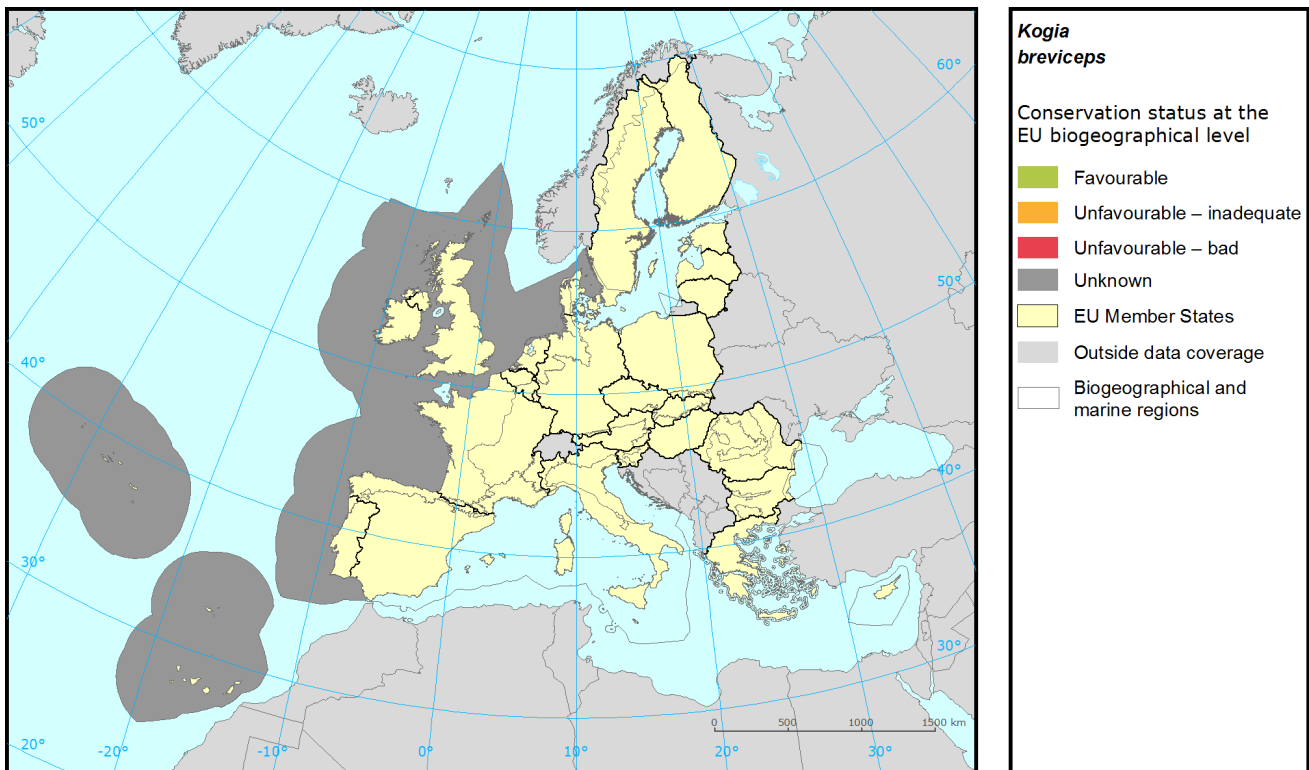 Kogia
breviceps
Conservation status at the
EU biogeographical level
Favourable
Unfavourable – inadequate
Unfavourable – bad
Unknown
EU Member States
Outside data coverage
Biogeographical and
marine regions
60°
50°
50°
40°
40°
30°
30°
20°
-20°
-10°
0°
10°
20°
30°
0 500 1000 1500 km